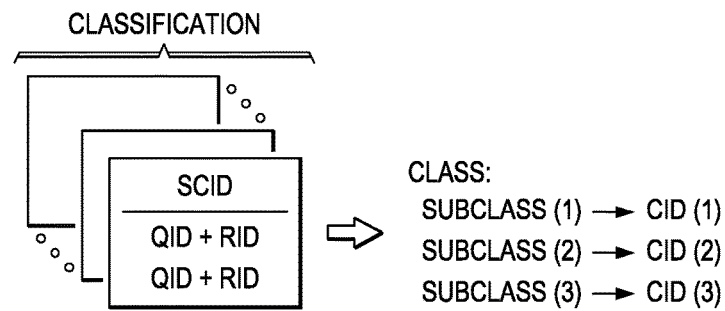 CLASSIFICATION
SCID
QID + RID
QID + RID
CLASS:
SUBCLASS (1) → CID (1)
SUBCLASS (2) → CID (2)
SUBCLASS (3) → CID (3)